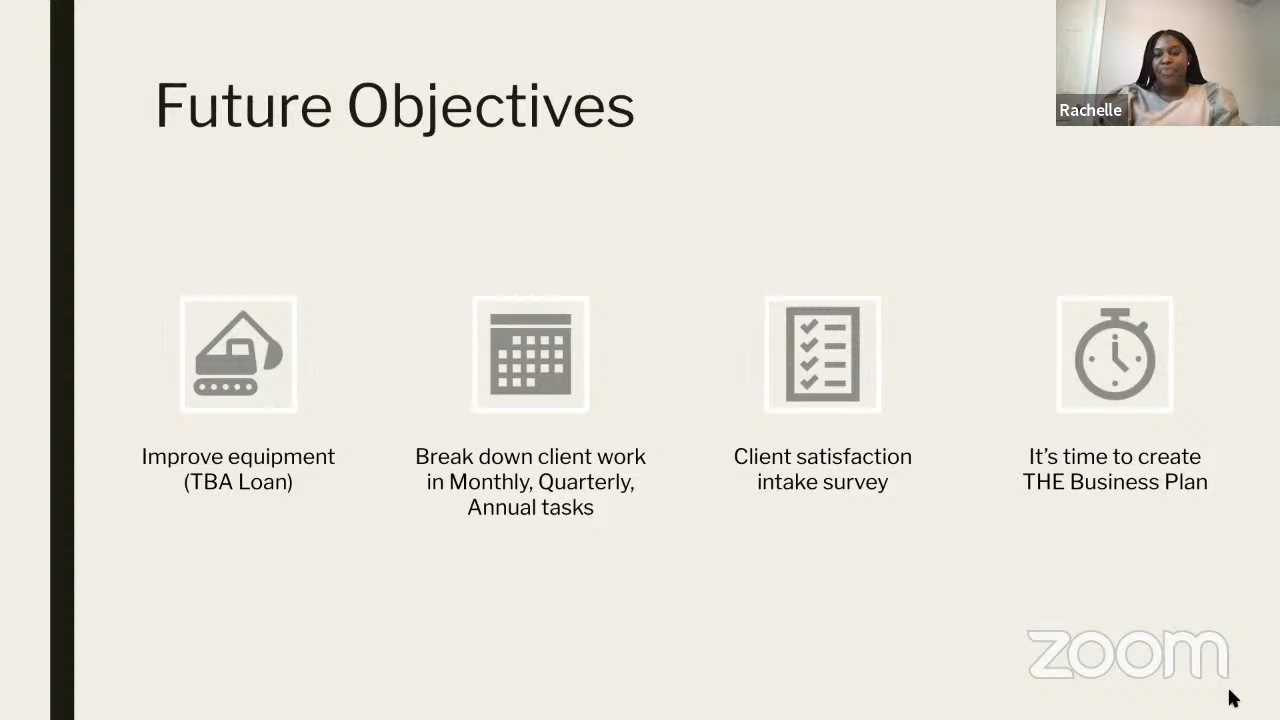 Future Objectives
Rachelle
Improve equipment
(TBA Loan)
Break down client work
in Monthly, Quarterly,
Annual tasks
Client satisfaction
intake survey
It’s time to create
THE Business Plan
zoom